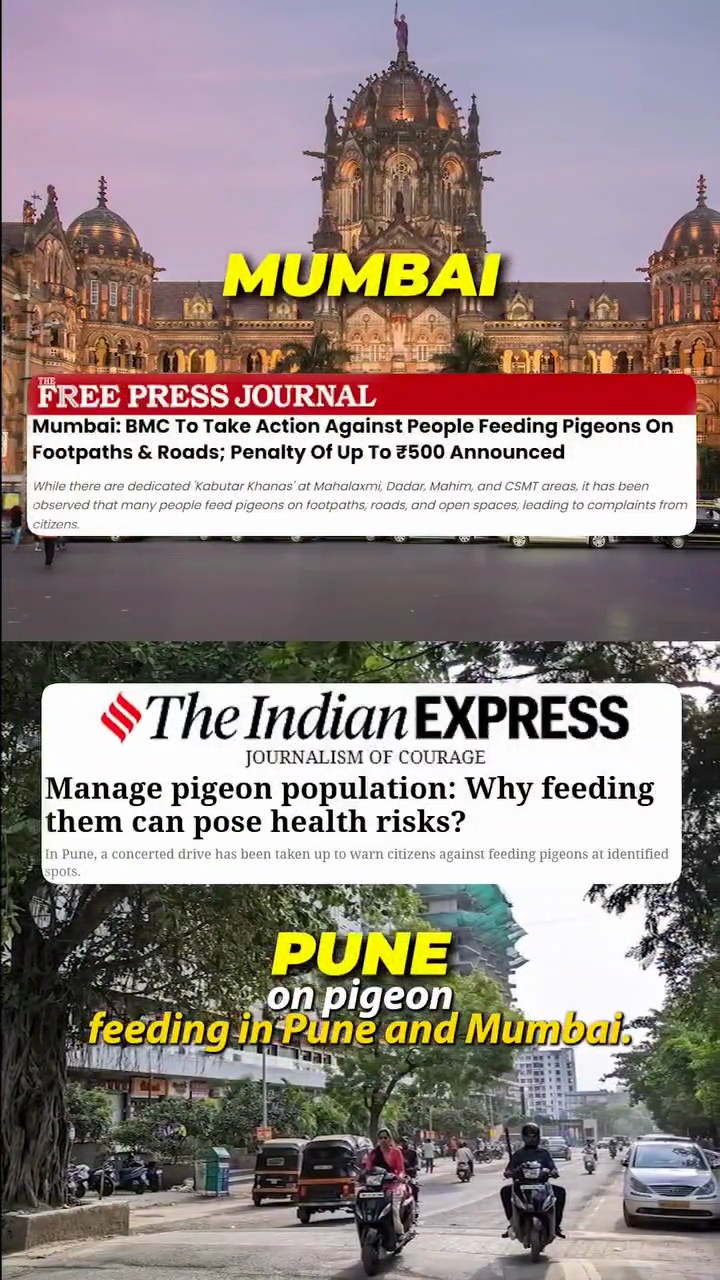 MUMBAI
THE
FREE PRESS JOURNAL
Mumbai: BMC To Take Action Against People Feeding Pigeons On
Footpaths & Roads; Penalty Of Up To ₹500 Announced
While there are dedicated 'Kabutar Khanas' at Mahalaxmi, Dadar, Mahim, and CSMT areas, it has been
observed that many people feed pigeons on footpaths, roads, and open spaces, leading to complaints from
citizens.
The Indian EXPRESS
JOURNALISM OF COURAGE
Manage pigeon population: Why feeding
them can pose health risks?
In Pune, a concerted drive has been taken up to warn citizens against feeding pigeons at identified
spots.
PUNE
on pigeon
feeding in Pune and Mumbai.